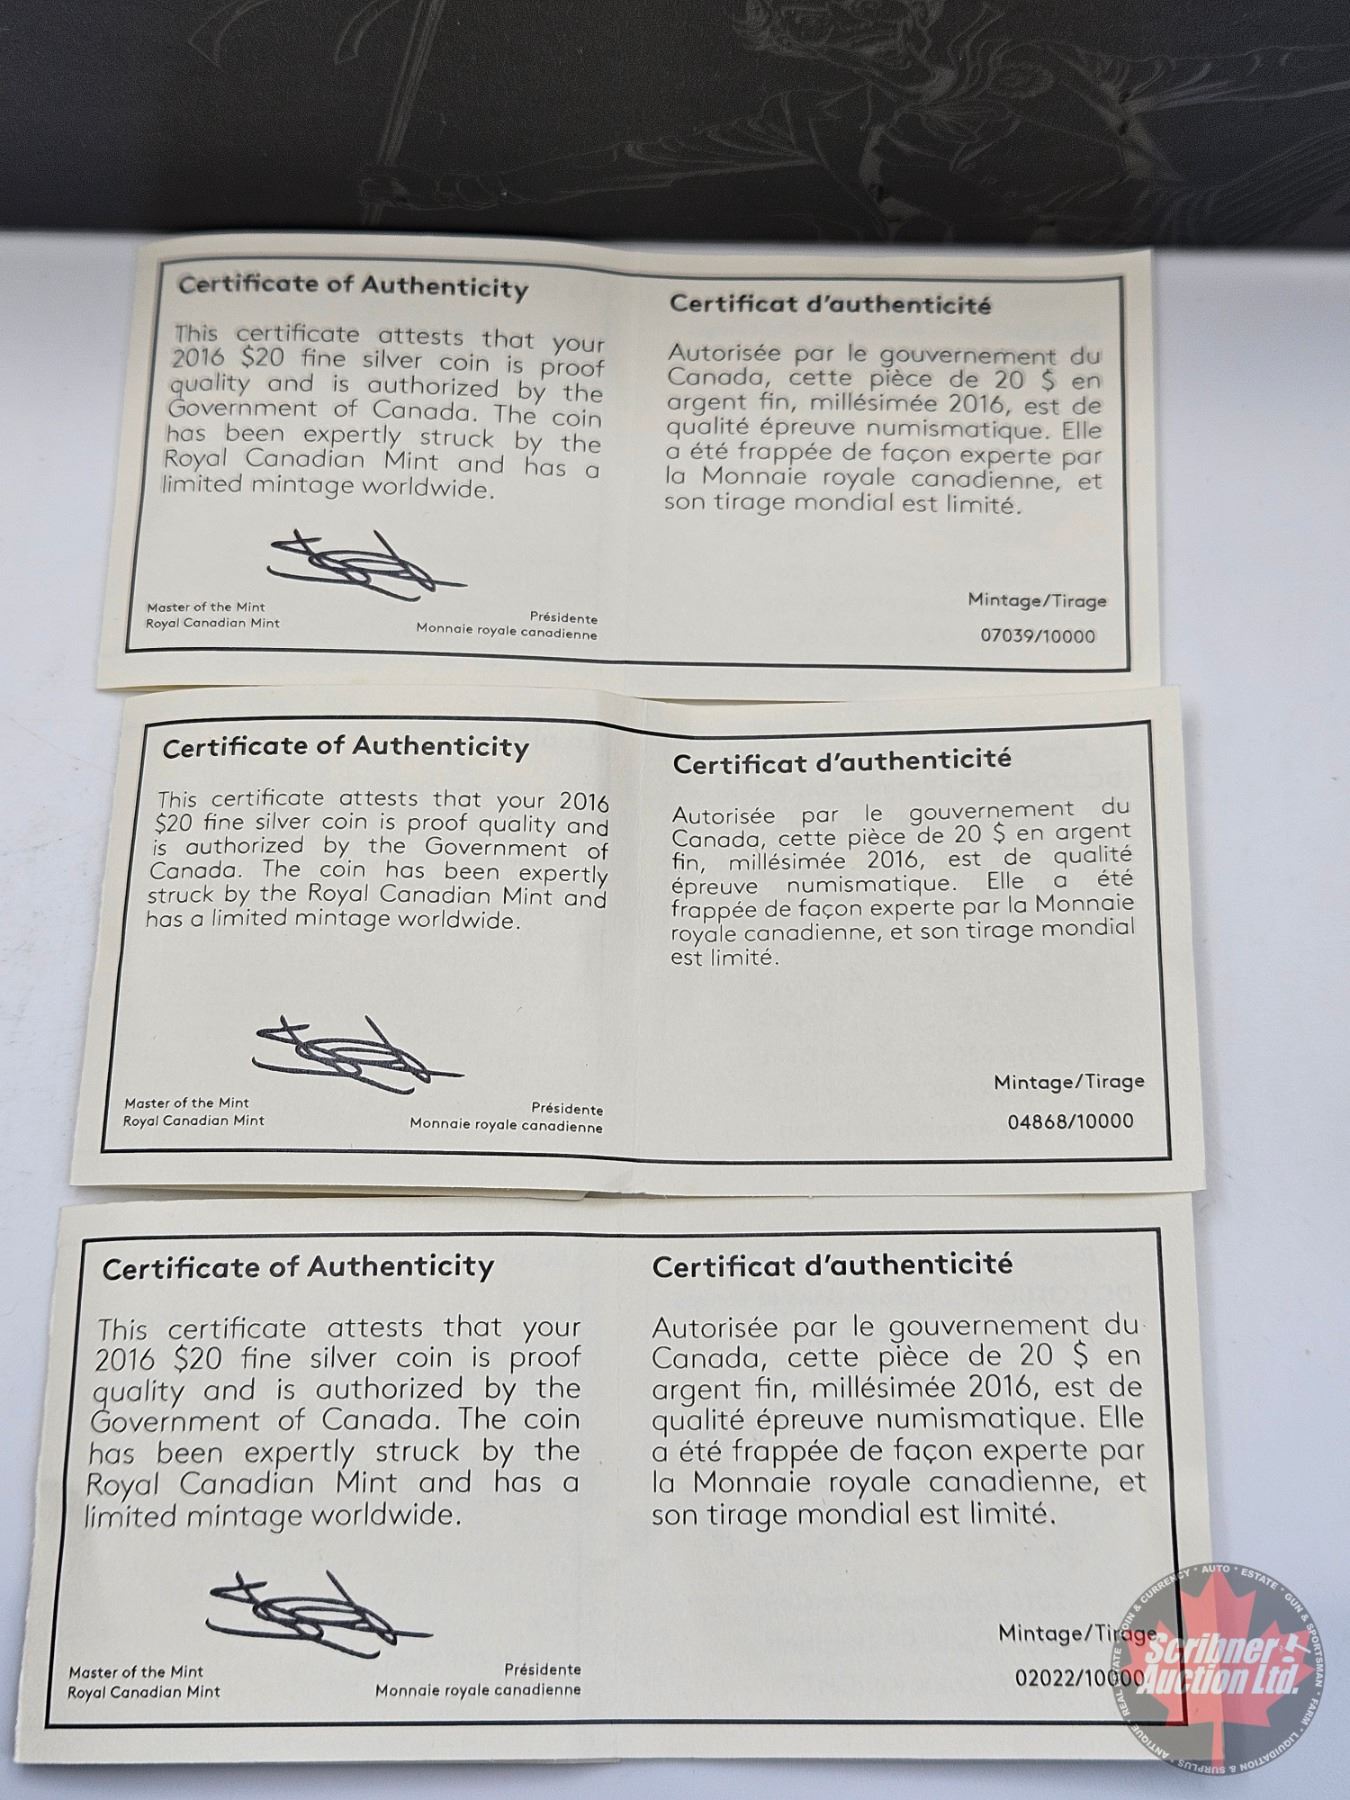 Certificate of Authenticity
This certificate attests that your
2016 $20 fine silver coin is proof
quality and is authorized by the
Government of Canada. The coin
has been expertly struck by the
Royal Canadian Mint and has a
limited mintage worldwide.
Master of the Mint
Royal Canadian Mint
Présidente
Monnaie royale canadienne
Certificat d'authenticité
Autorisée par le gouvernement du
Canada, cette pièce de 20 $ en
argent fin, millésimée 2016, est de
qualité épreuve numismatique. Elle
a été frappée de façon experte par
la Monnaie royale canadienne, et
son tirage mondial est limité.
Mintage/Tirage
07039/10000
Certificate of Authenticity
This certificate attests that your 2016
$20 fine silver coin is proof quality and
is authorized by the Government of
Canada. The coin has been expertly
struck by the Royal Canadian Mint and
has a limited mintage worldwide.
Master of the Mint
Royal Canadian Mint
Présidente
Monnaie royale canadienne
Certificat d'authenticité
Autorisée par le gouvernement du
Canada, cette pièce de 20 $ en argent
fin, millésimée 2016, est de qualité
épreuve numismatique. Elle a été
frappée de façon experte par la Monnaie
royale canadienne, et son tirage mondial
est limité.
Mintage/Tirage
04868/10000
Certificate of Authenticity
This certificate attests that your
2016 $20 fine silver coin is proof
quality and is authorized by the
Government of Canada. The coin
has been expertly struck by the
Royal Canadian Mint and has a
limited mintage worldwide.
Master of the Mint
Royal Canadian Mint
Présidente
Monnaie royale canadienne
Certificat d'authenticité
Autorisée par le gouvernement du
Canada, cette pièce de 20 $ en
argent fin, millésimée 2016, est de
qualité épreuve numismatique. Elle
a été frappée de façon experte par
la Monnaie royale canadienne, et
son tirage mondial est limité.
Mintage/Tirage
02022/10000
Scribner
Auction Ltd.
ANTIQUE • REAL ESTATE • COIN & CURRENCY • AUTO • ESTATE • GUN & SPORTSMAN • FARM • LIQUIDATION & SURPLUS